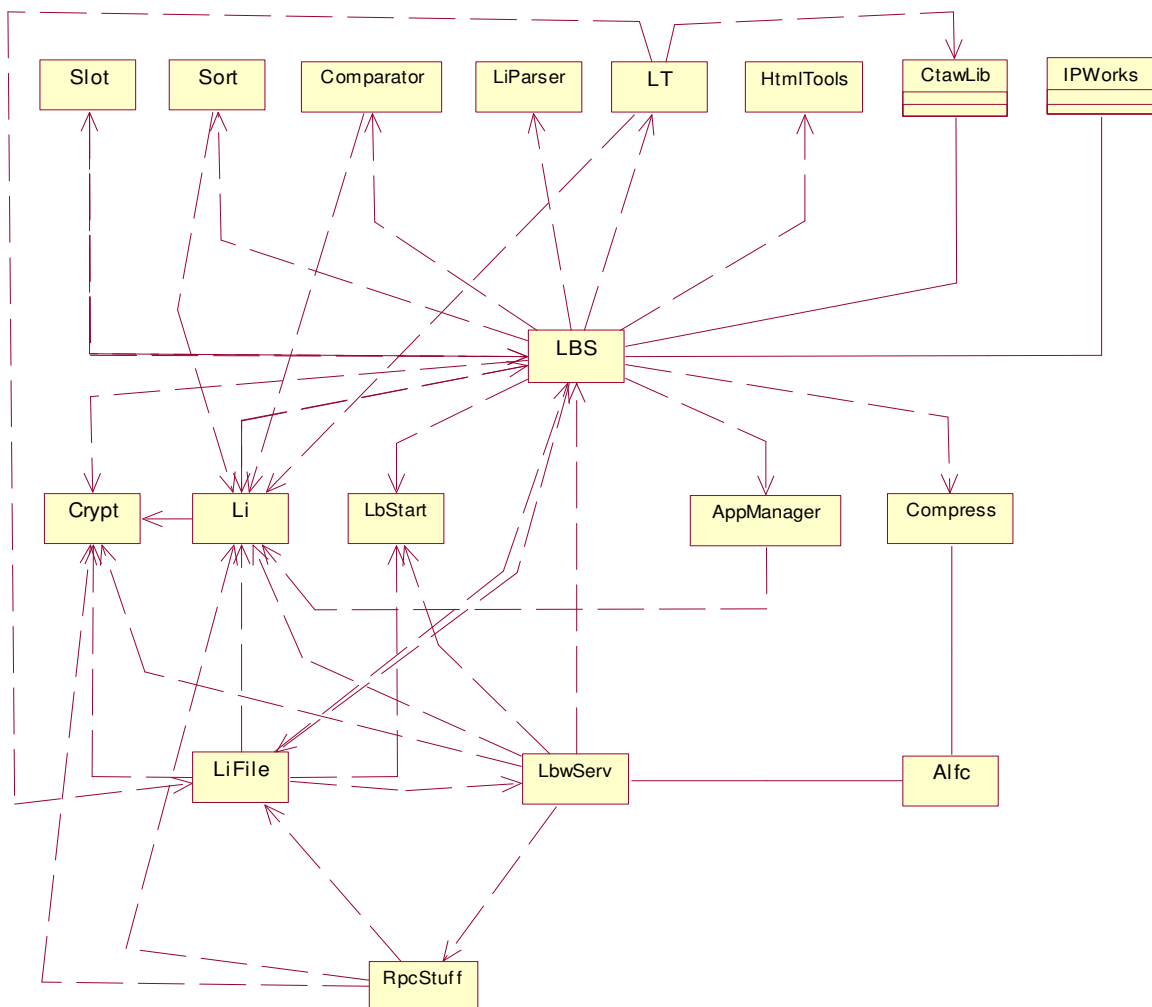 Slot
Sort
Comparator
LiParser
LT
HtmlTools
CtawLib
IPWorks
LBS
Crypt
Li
LbStart
AppManager
Compress
LiFile
LbwServ
Alfc
RpcStuff